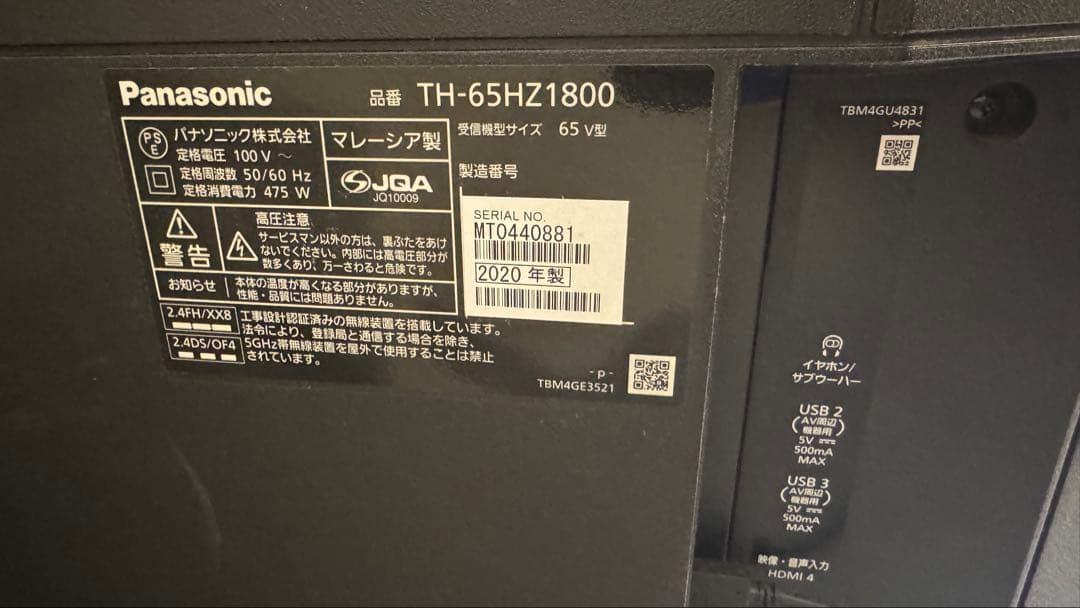 Panasonic
品番 TH-65HZ1800
受信機型サイズ 65 V型
PSE
パナソニック株式会社
定格電圧 100 V ～
定格周波数 50/60 Hz
定格消費電力 475 W
マレーシア製
JQA
JQ10009
製造番号
SERIAL NO.
MT0440881
2020 年製
警告
高圧注意
サービスマン以外の方は、裏ぶたをあけ
ないでください。内部には高電圧部分が
数多くあり、万一さわると危険です。
お知らせ
本体の温度が高くなる部分がありますが、
性能・品質には問題ありません。
2.4FH/XX8
2.4DS/OF4
工事設計認証済みの無線装置を搭載しています。
法令により、登録局と通信する場合を除き、
5GHz帯無線装置を屋外で使用することは禁止
されています。
- p -
TBM4GE3521
TBM4GU4831
>PP<
イヤホン/
サブウーハー
USB 2
(AV周辺
機器用)
5V
500mA
MAX
USB 3
(AV周辺
機器用)
5V
500mA
MAX
映像・音声入力
HDMI 4